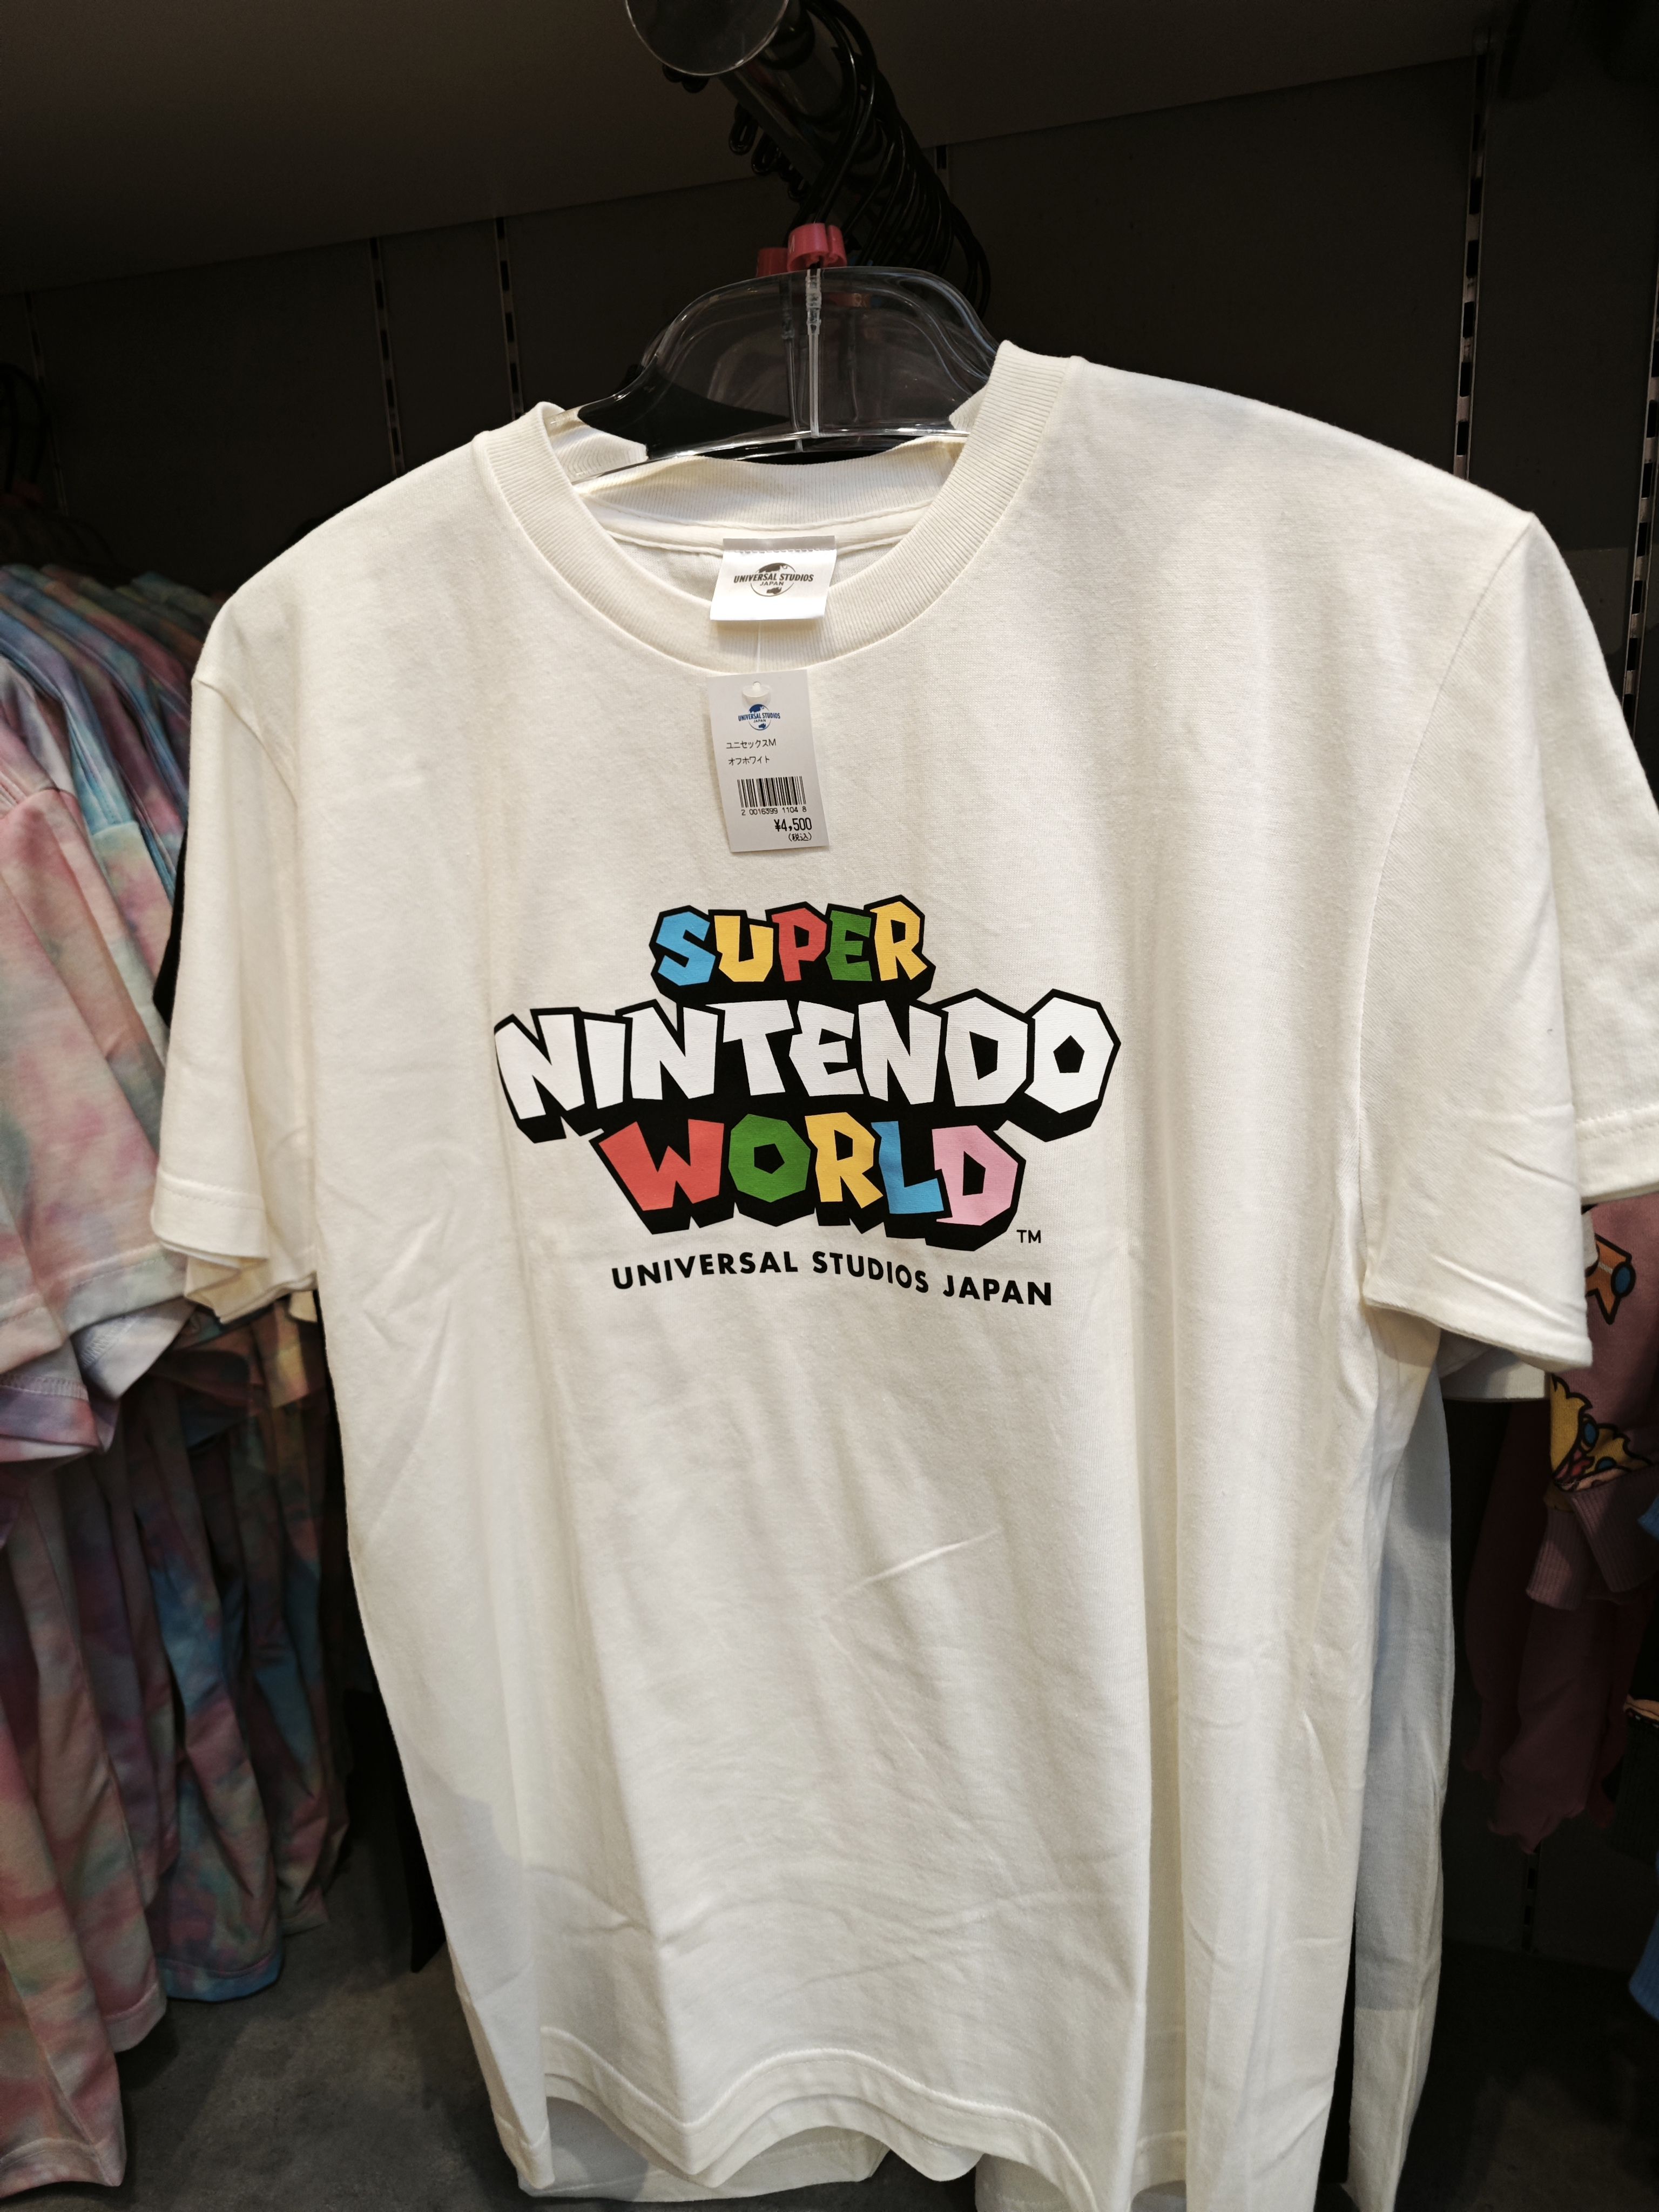 UNIVERSAL STUDIOS
JAPAN
UNIVERSAL STUDIOS
JAPAN
ユニセックスM
オフホワイト
2 0016399 1104 8
¥4,500
(税込)
SUPER
NINTENDO
WORLD
TM
UNIVERSAL STUDIOS JAPAN